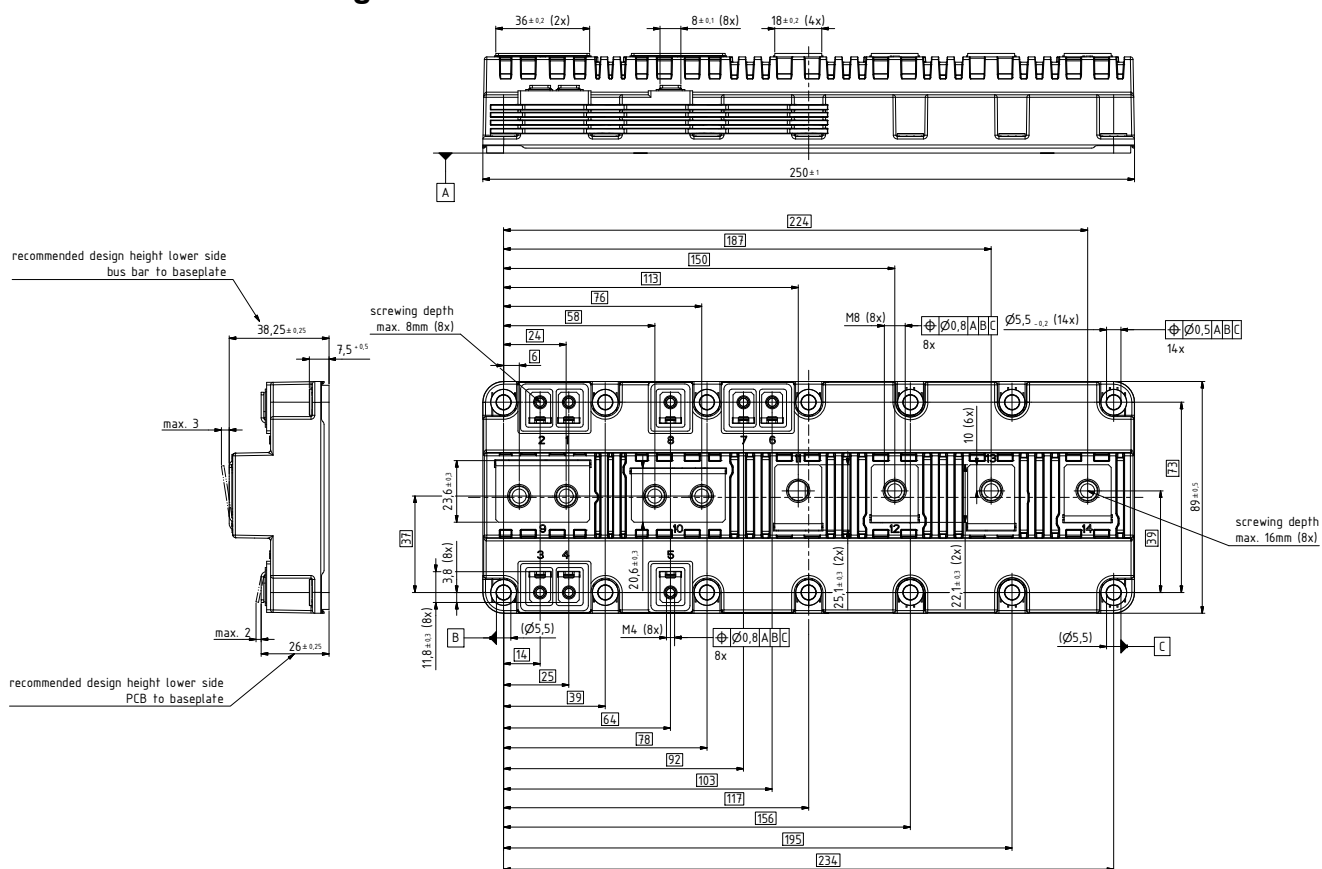 g
36±0,2 (2x)
8±0,1 (8x)
18±0,2 (4x)
A
250±1
224
187
150
113
76
58
24
6
recommended design height lower side
bus bar to baseplate
38,25±0,25
7,5 +0,5
max. 3
screwing depth
max. 8mm (8x)
M8 (8x)
⌖ Ø0,8 A B C
8x
Ø5,5 -0,2 (14x)
⌖ Ø0,5 A B C
14x
2 1 8 7 6
10 (6x)
23,6±0,3
37
73
89±0,5
39
9 10 11 12 13 14
screwing depth
max. 16mm (8x)
3 4 5
3,8 (8x)
11,8±0,3 (8x)
20,6±0,3
25,1±0,3 (2x)
22,1±0,3 (2x)
max. 2
26±0,25
recommended design height lower side
PCB to baseplate
B
(Ø5,5)
M4 (8x)
⌖ Ø0,8 A B C
8x
(Ø5,5)
C
14
25
39
64
78
92
103
117
156
195
234